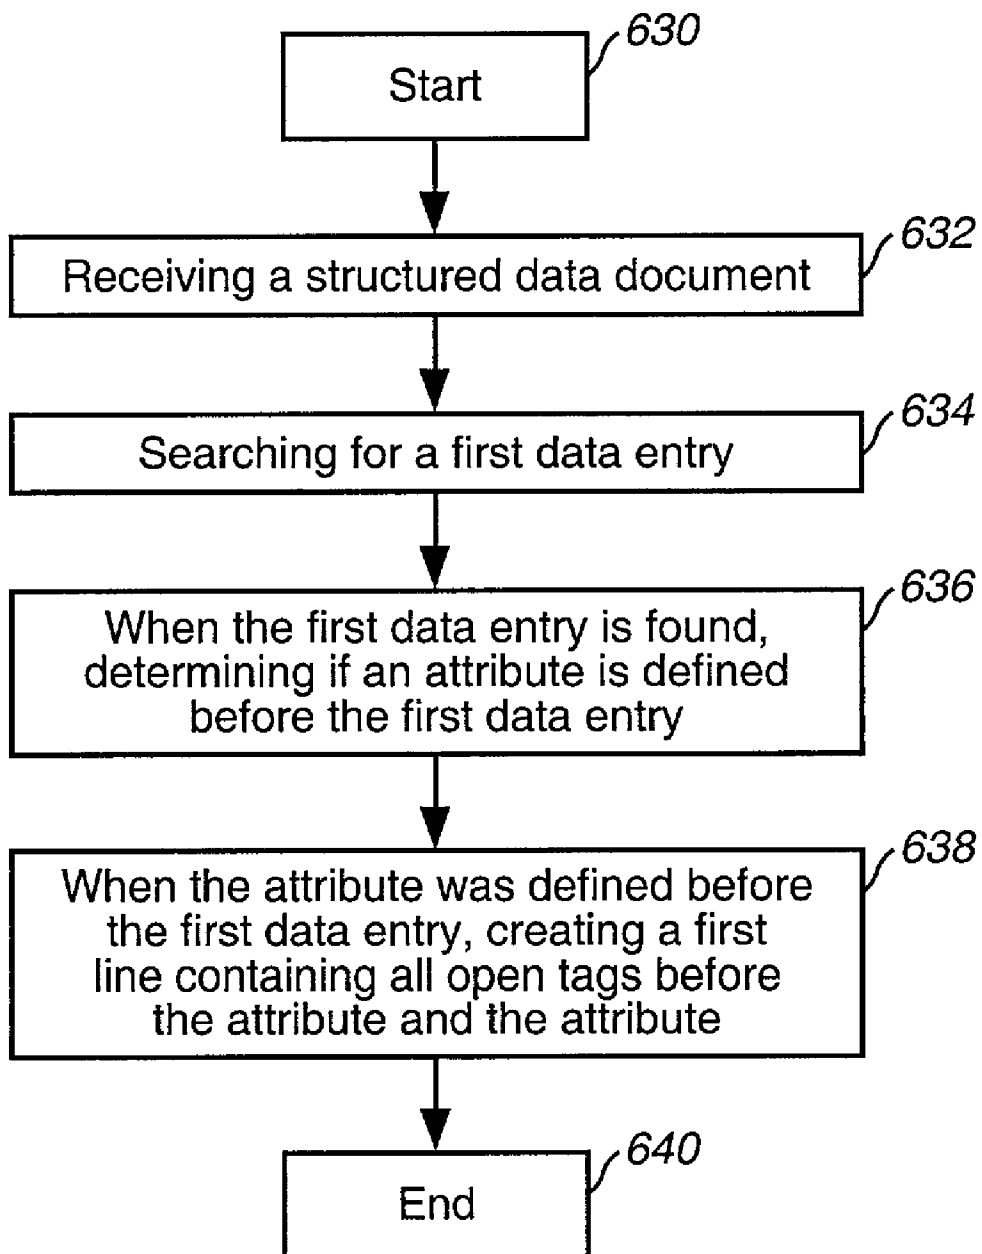 630
Start
632
Receiving a structured data document
634
Searching for a first data entry
636
When the first data entry is found,
determining if an attribute is defined
before the first data entry
638
When the attribute was defined before
the first data entry, creating a first
line containing all open tags before
the attribute and the attribute
640
End